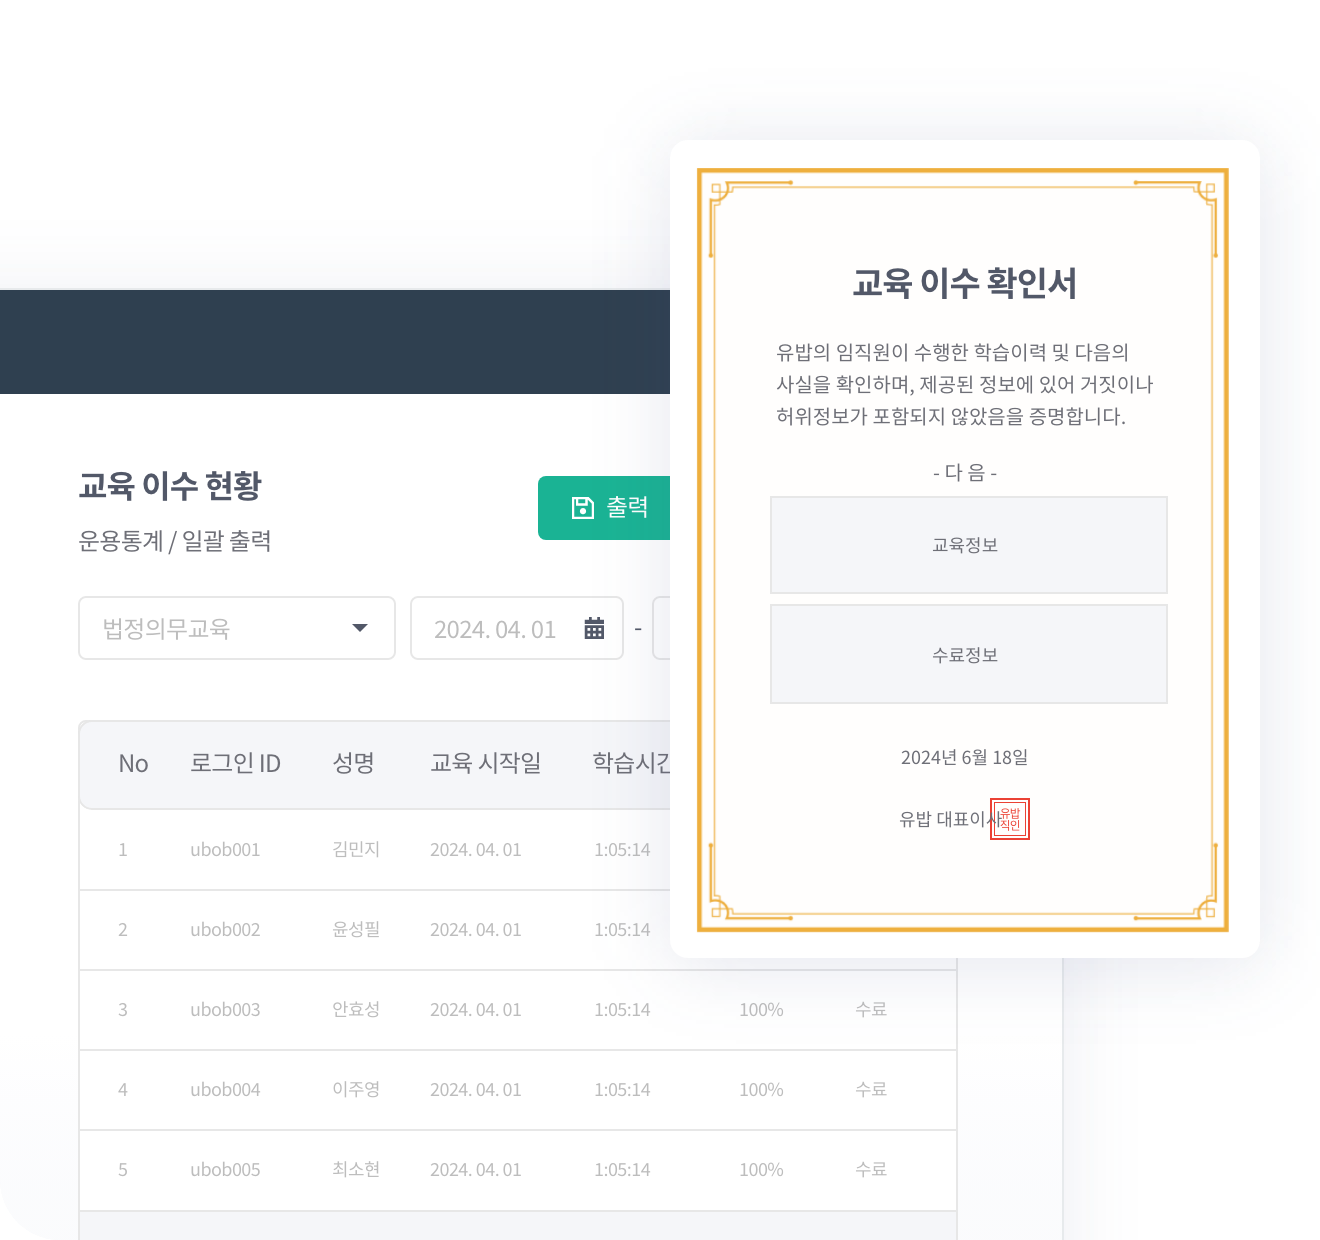 교육 이수 현황
운용통계 / 일괄 출력
출력
법정의무교육
2024. 04. 01
-
No 로그인 ID 성명 교육 시작일 학습시간
1 ubob001 김민지 2024. 04. 01 1:05:14
2 ubob002 윤성필 2024. 04. 01 1:05:14
3 ubob003 안효성 2024. 04. 01 1:05:14 100% 수료
4 ubob004 이주영 2024. 04. 01 1:05:14 100% 수료
5 ubob005 최소현 2024. 04. 01 1:05:14 100% 수료
교육 이수 확인서
유밥의 임직원이 수행한 학습이력 및 다음의
사실을 확인하며, 제공된 정보에 있어 거짓이나
허위정보가 포함되지 않았음을 증명합니다.
- 다 음 -
교육정보
수료정보
2024년 6월 18일
유밥 대표이사
유밥
직인